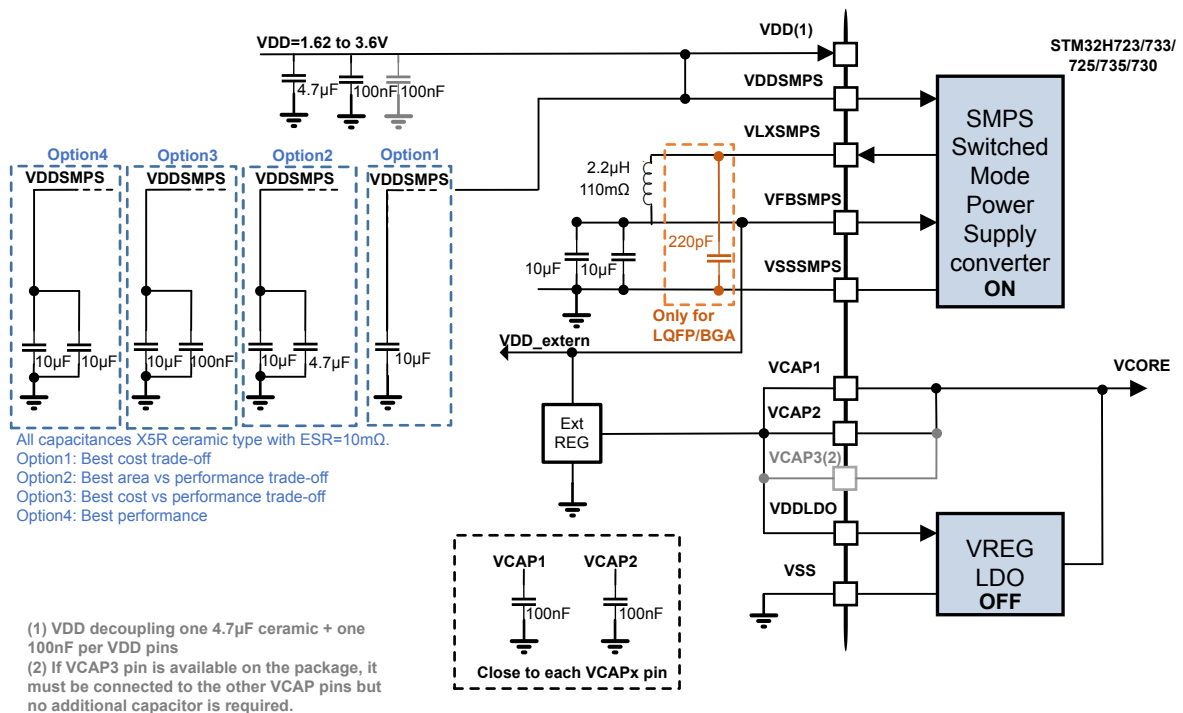 VDD(1)
VDD=1.62 to 3.6V
STM32H723/733/
725/735/730
4.7µF
100nF
100nF
VDDSMPS
SMPS
Switched
Mode
Power
Supply
converter
ON
VLXSMPS
2.2µH
110mΩ
VFBSMPS
220pF
10µF
10µF
VSSSMPS
Only for
LQFP/BGA
Option4
Option3
Option2
Option1
VDDSMPS
VDDSMPS
VDDSMPS
VDDSMPS
10µF
10µF
10µF
100nF
10µF
4.7µF
10µF
All capacitances X5R ceramic type with ESR=10mΩ.
Option1: Best cost trade-off
Option2: Best area vs performance trade-off
Option3: Best cost vs performance trade-off
Option4: Best performance
VDD_extern
Ext
REG
VCAP1
VCORE
VCAP2
VCAP3(2)
VDDLDO
VREG
LDO
OFF
VSS
VCAP1
VCAP2
100nF
100nF
Close to each VCAPx pin
(1) VDD decoupling one 4.7µF ceramic + one
100nF per VDD pins
(2) If VCAP3 pin is available on the package, it
must be connected to the other VCAP pins but
no additional capacitor is required.